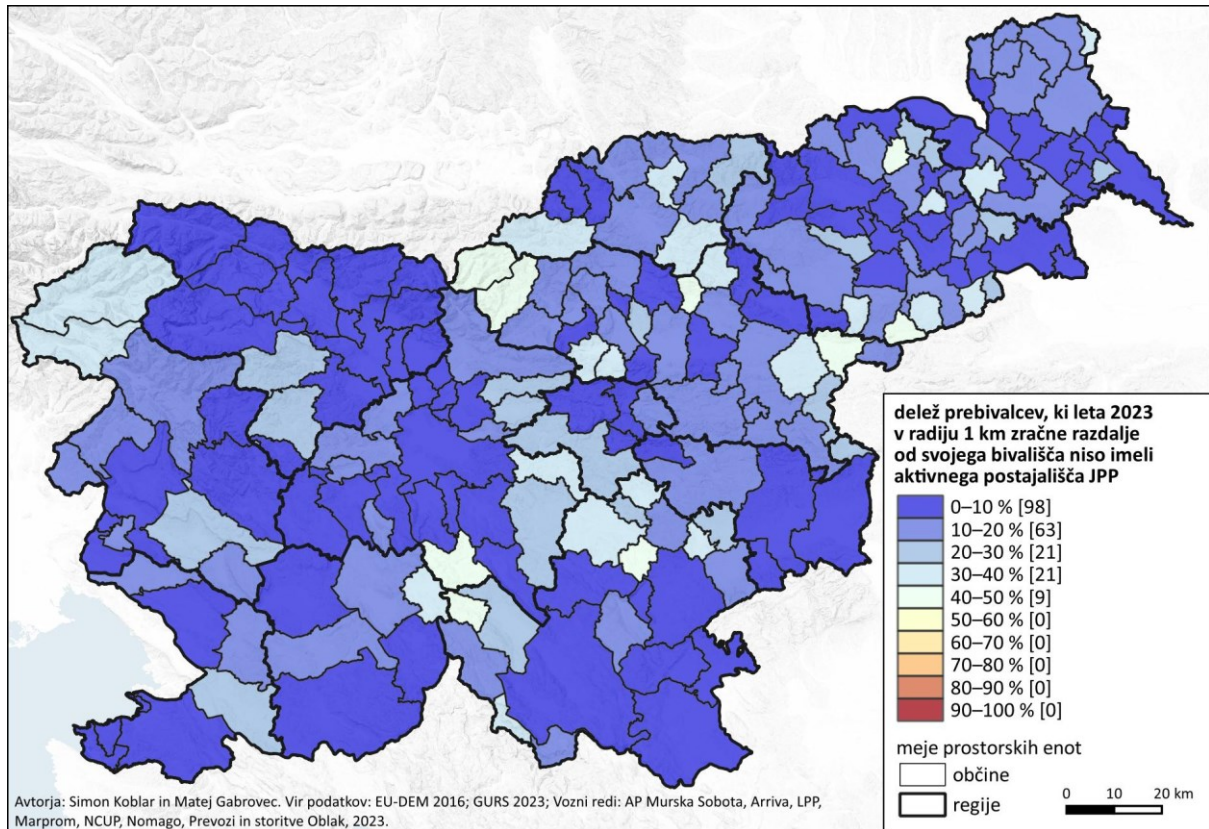 delež prebivalcev, ki leta 2023
v radiju 1 km zračne razdalje
od svojega bivališča niso imeli
aktivnega postajališča JPP
0–10 % [98]
10–20 % [63]
20–30 % [21]
30–40 % [21]
40–50 % [9]
50–60 % [0]
60–70 % [0]
70–80 % [0]
80–90 % [0]
90–100 % [0]
meje prostorskih enot
občine
regije
0 10 20 km
Avtorja: Simon Koblar in Matej Gabrovec. Vir podatkov: EU-DEM 2016; GURS 2023; Vozni redi: AP Murska Sobota, Arriva, LPP,
Marprom, NCUP, Nomago, Prevozi in storitve Oblak, 2023.